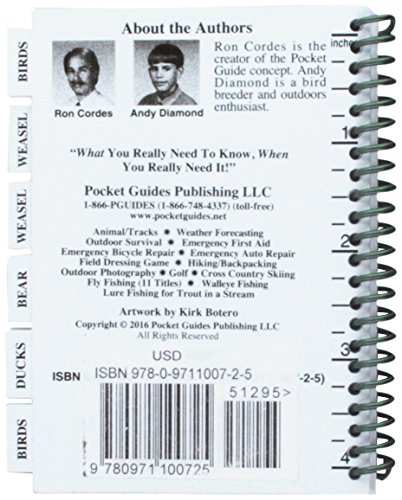 About the Authors
Ron Cordes
Andy Diamond
Ron Cordes is the
creator of the Pocket
Guide concept. Andy
Diamond is a bird
breeder and outdoors
enthusiast.
“What You Really Need To Know, When
You Really Need It!”
Pocket Guides Publishing LLC
1-866-PGUIDES (1-866-748-4337) (toll-free)
www.pocketguides.net
Animal/Tracks ★ Weather Forecasting
Outdoor Survival ★ Emergency First Aid
Emergency Bicycle Repair ★ Emergency Auto Repair
Field Dressing Game ★ Hiking/Backpacking
Outdoor Photography ★ Golf ★ Cross Country Skiing
Fly Fishing (11 Titles) ★ Walleye Fishing
Lure Fishing for Trout in a Stream
Artwork by Kirk Botero
Copyright © 2016 Pocket Guides Publishing LLC
All Rights Reserved
USD
ISBN
ISBN 978-0-9711007-2-5
-2-5)
51295>
9 780971 100725
BIRDS
WEASEL
WEASEL
BEAR
DUCKS
BIRDS
inches
1
2
3
4